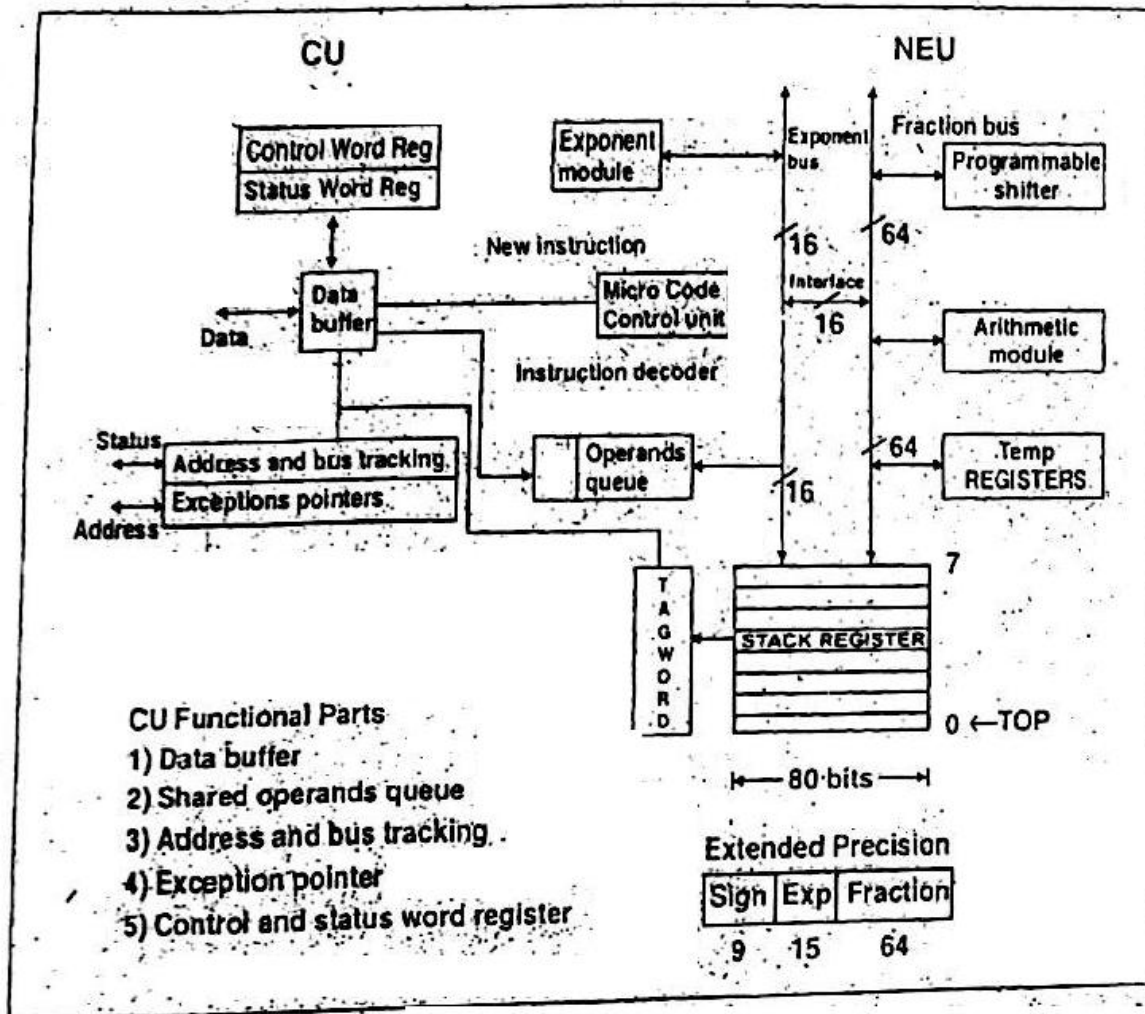 CU
NEU
Control Word Reg
Status Word Reg
Exponent
module
Exponent
bus
Fraction bus
Programmable
shifter
16
64
New instruction
Data
buffer
Data
Micro Code
Control unit
Interface
16
Arithmetic
module
Instruction decoder
Status
Address and bus tracking
Exceptions pointers
Address
Operands
queue
16
64
Temp
REGISTERS
TAGWORD
7
STACK REGISTER
0 ←TOP
80 bits
CU Functional Parts
1) Data buffer
2) Shared operands queue
3) Address and bus tracking
4) Exception pointer
5) Control and status word register
Extended Precision
Sign Exp Fraction
9 15 64